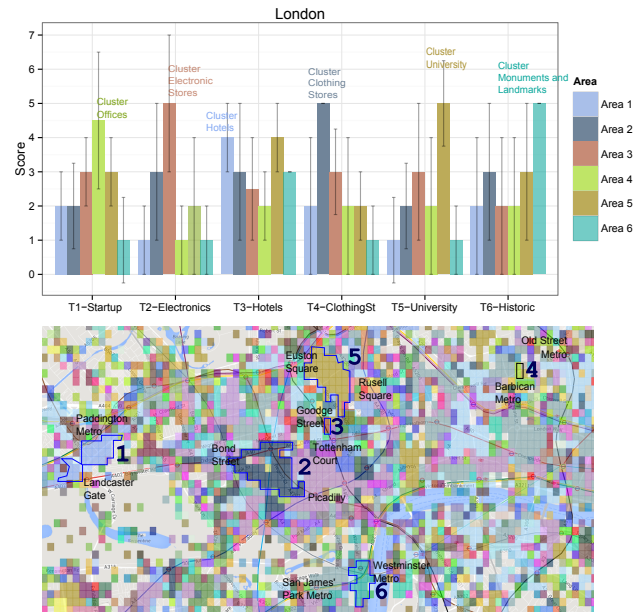 London
Score
7
6
5
4
3
2
1
0
Cluster
Offices
Cluster
Electronic
Stores
Cluster
Hotels
Cluster
Clothing
Stores
Cluster
University
Cluster
Monuments and
Landmarks
T1-Startup
T2-Electronics
T3-Hotels
T4-ClothingSt
T5-University
T6-Historic
Area
Area 1
Area 2
Area 3
Area 4
Area 5
Area 6
Old Street
Metro
Euston
Square
5
Rusell
Square
4
Barbican
Metro
Goodge
Street
3
Paddington
Metro
1
Bond
Street
Tottenham
Court
2
Landcaster
Gate
Picadilly
Westminster
Metro
San James'
Park Metro
6